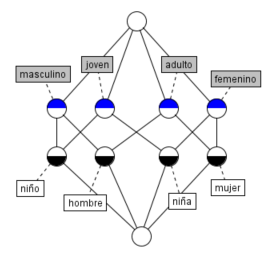 joven
adulto
masculino
femenino
niño
hombre
niña
mujer